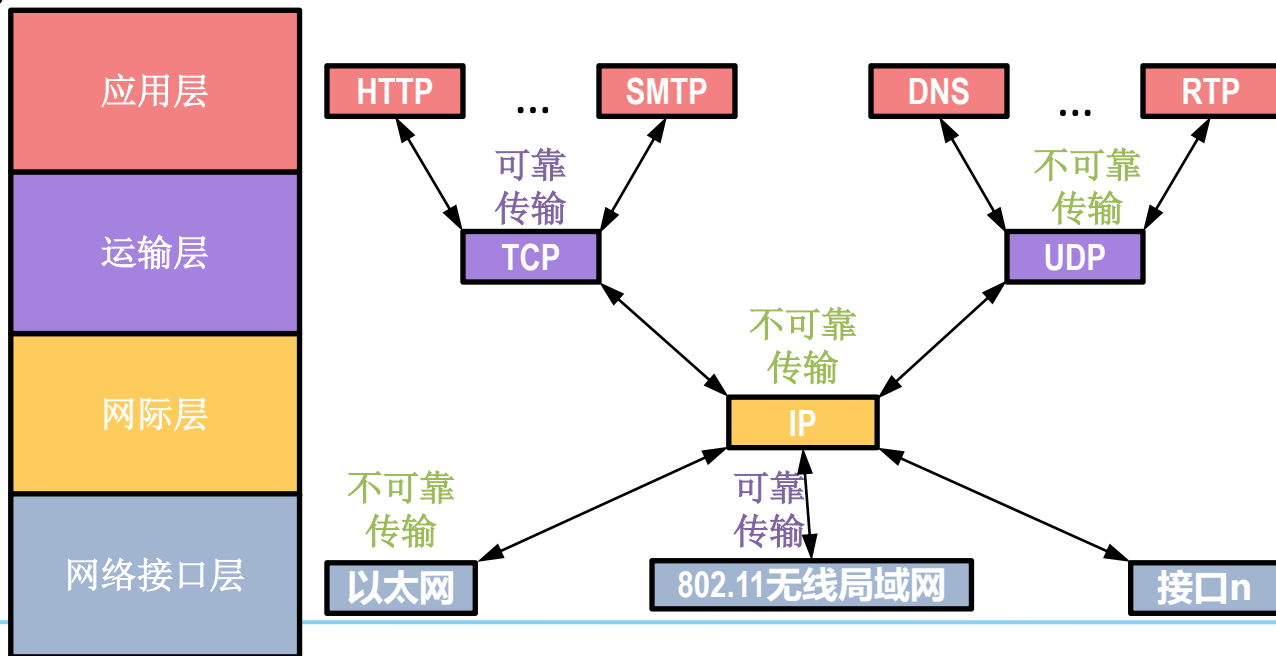 应用层
HTTP
...
SMTP
DNS
...
RTP
可靠
传输
不可靠
传输
运输层
TCP
UDP
不可靠
传输
网际层
IP
不可靠
传输
可靠
传输
网络接口层
以太网
802.11无线局域网
接口n